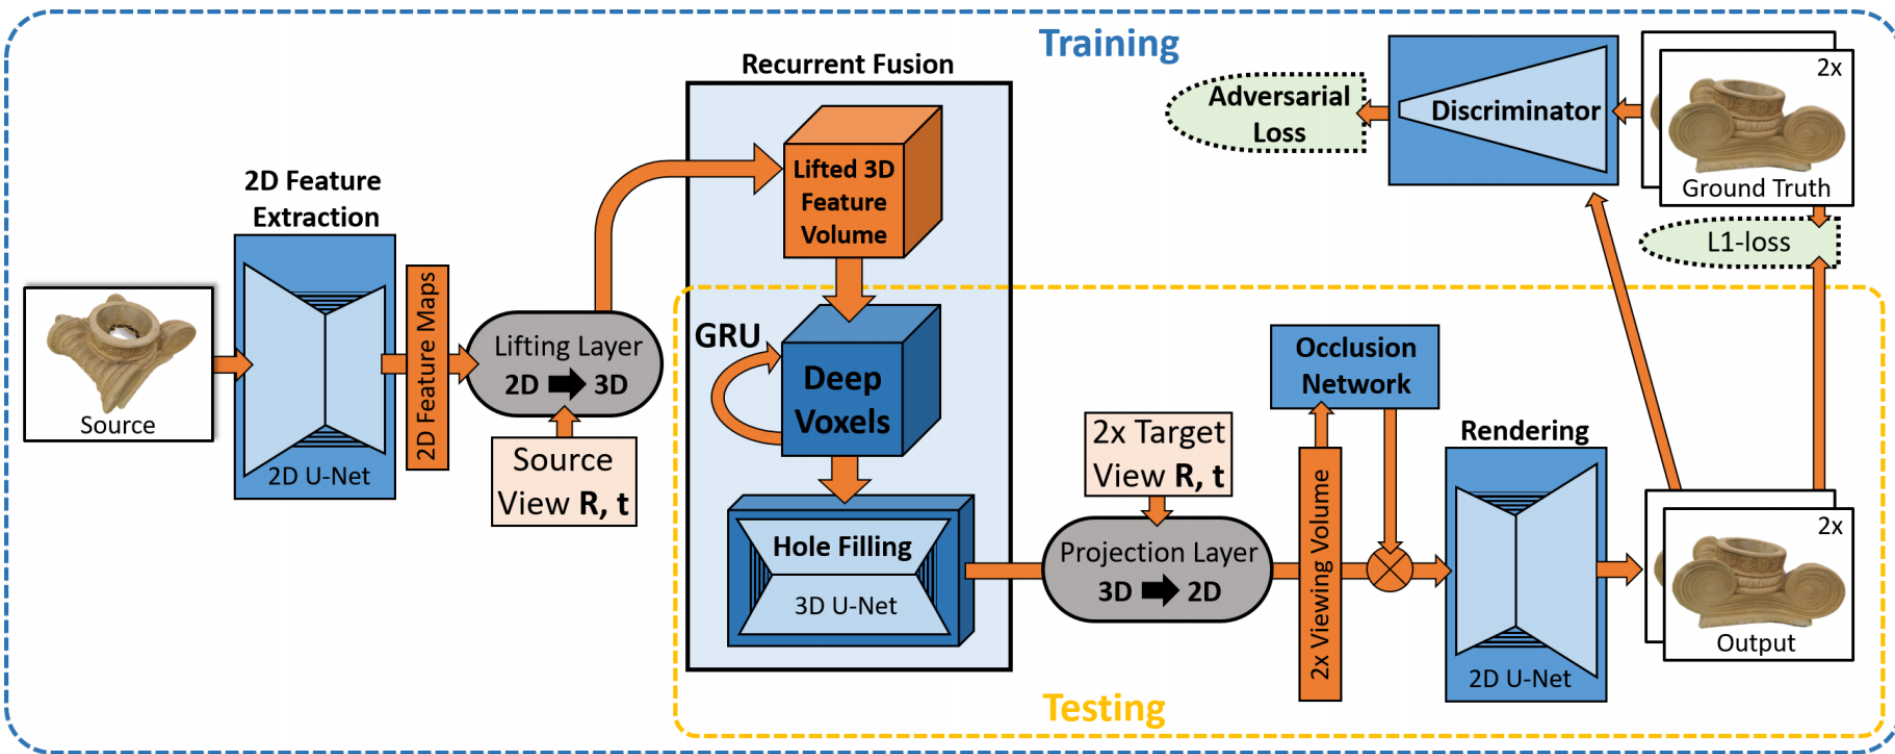 Training
Recurrent Fusion
2D Feature
Extraction
Source
2D U-Net
2D Feature Maps
Lifting Layer
2D 3D
Source
View R, t
Lifted 3D
Feature
Volume
GRU
Deep
Voxels
Hole Filling
3D U-Net
2x Target
View R, t
Projection Layer
3D 2D
2x Viewing Volume
Occlusion
Network
Rendering
2D U-Net
2x
Output
Adversarial
Loss
Discriminator
2x
Ground Truth
L1-loss
Testing